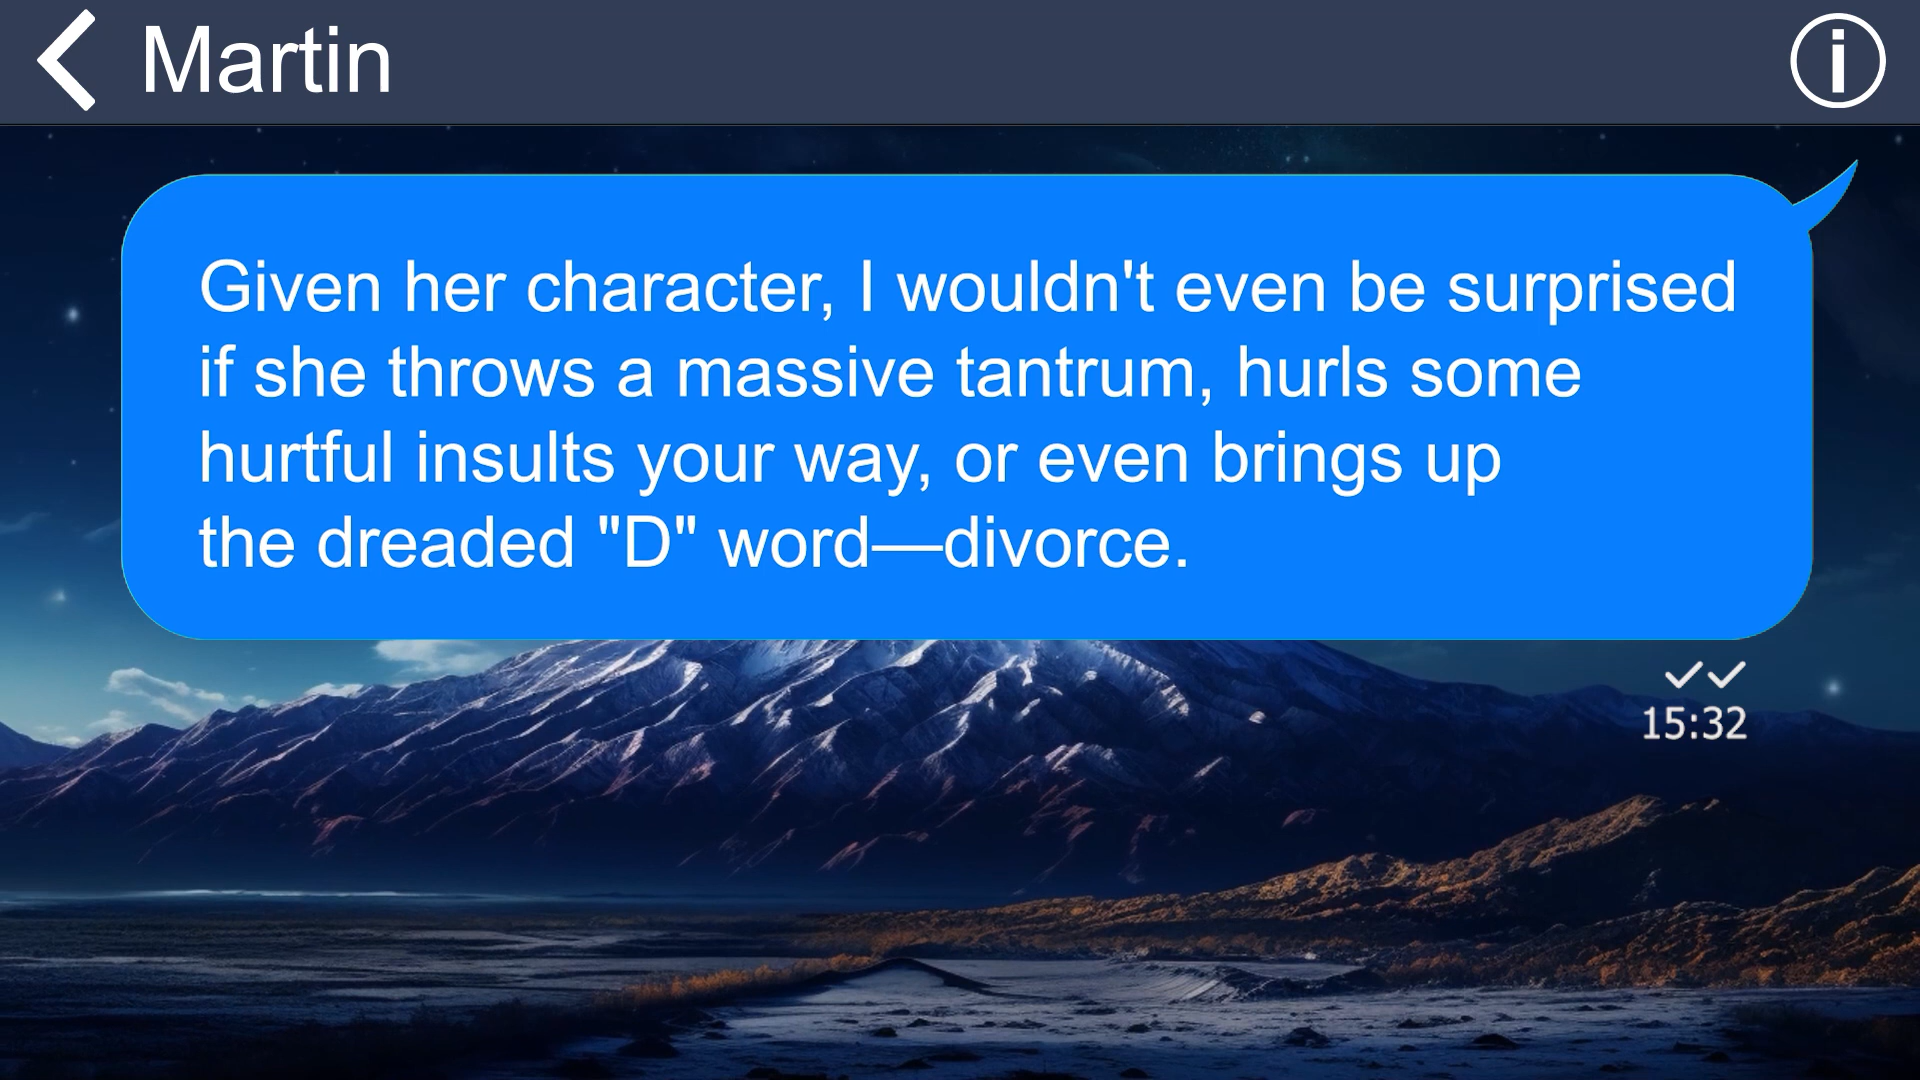 Martin
Given her character, I wouldn't even be surprised
if she throws a massive tantrum, hurls some
hurtful insults your way, or even brings up
the dreaded "D" word—divorce.
15:32